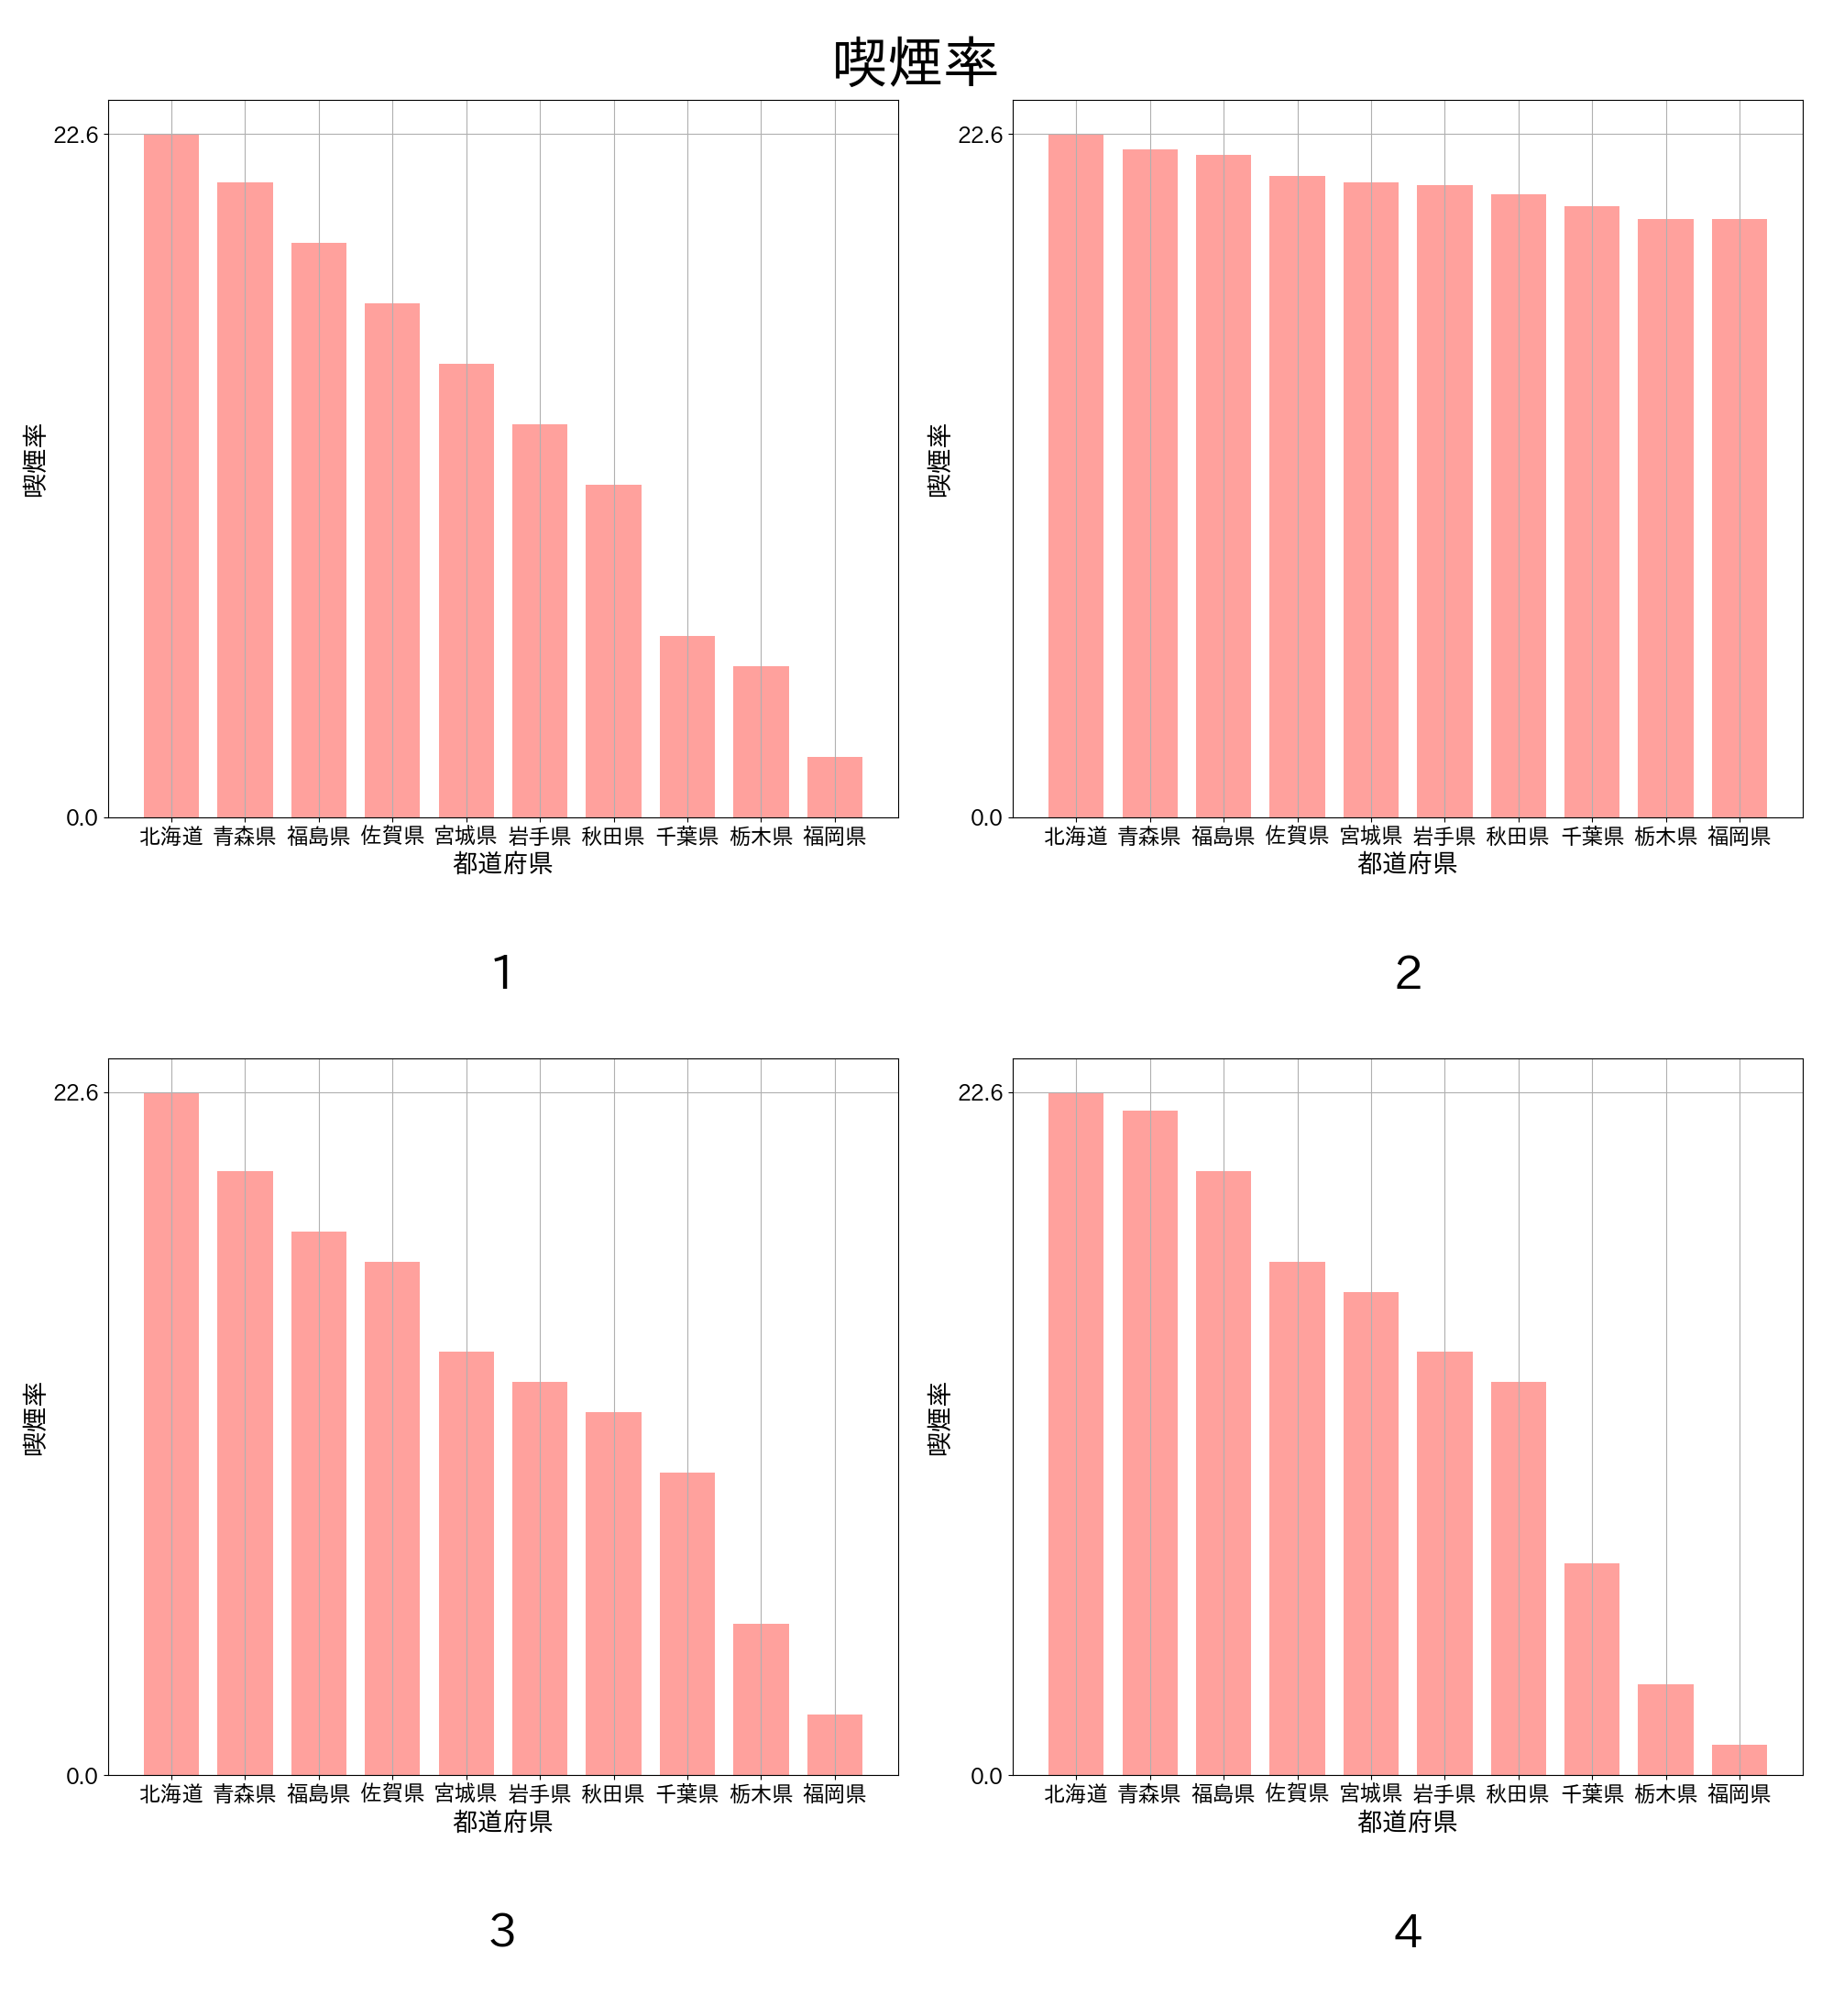 喫煙率
22.6
0.0
喫煙率
北海道 青森県 福島県 佐賀県 宮城県 岩手県 秋田県 千葉県 栃木県 福岡県
都道府県
1
22.6
0.0
喫煙率
北海道 青森県 福島県 佐賀県 宮城県 岩手県 秋田県 千葉県 栃木県 福岡県
都道府県
2
22.6
0.0
喫煙率
北海道 青森県 福島県 佐賀県 宮城県 岩手県 秋田県 千葉県 栃木県 福岡県
都道府県
3
22.6
0.0
喫煙率
北海道 青森県 福島県 佐賀県 宮城県 岩手県 秋田県 千葉県 栃木県 福岡県
都道府県
4